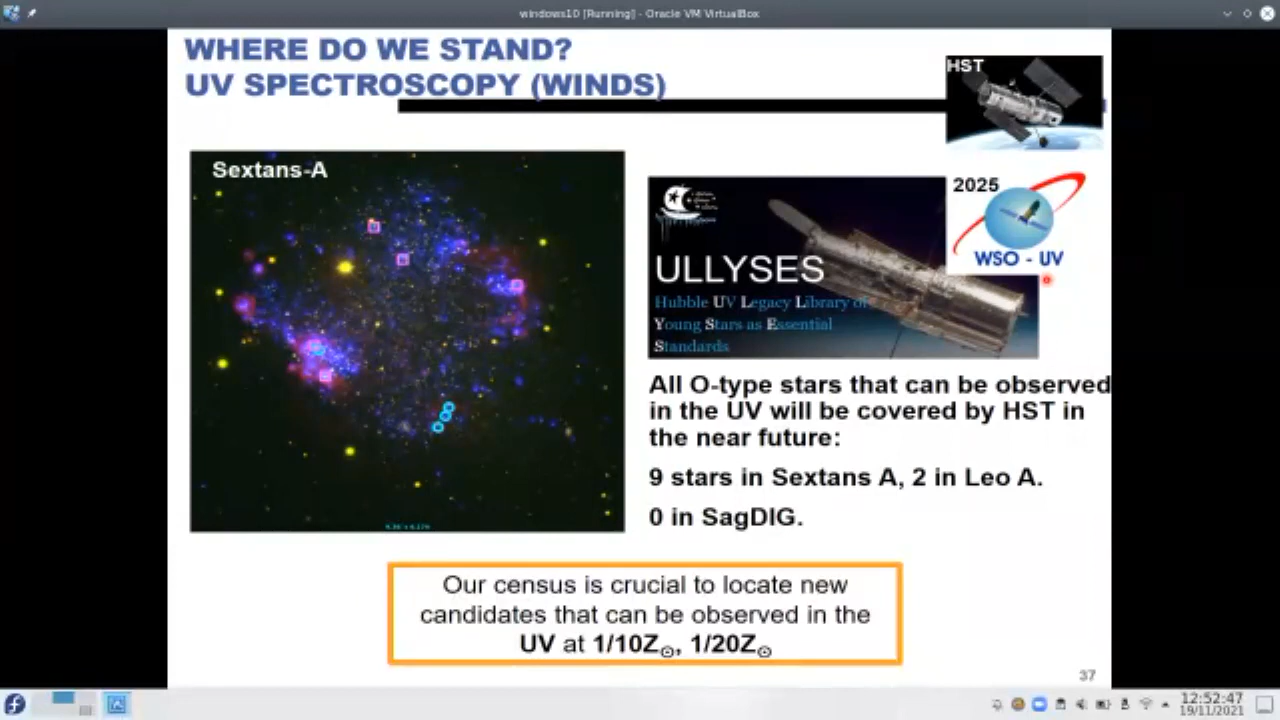 windows10 [Running] - Oracle VM VirtualBox
WHERE DO WE STAND?
UV SPECTROSCOPY (WINDS)
HST
Sextans-A
2025
WSO - UV
ULLYSES
Hubble UV Legacy Library of
Young Stars as Essential
Standards
All O-type stars that can be observed
in the UV will be covered by HST in
the near future:
9 stars in Sextans A, 2 in Leo A.
0 in SagDIG.
Our census is crucial to locate new
candidates that can be observed in the
UV at 1/10Z⊙, 1/20Z⊙
37
12:52:47
19/11/2021